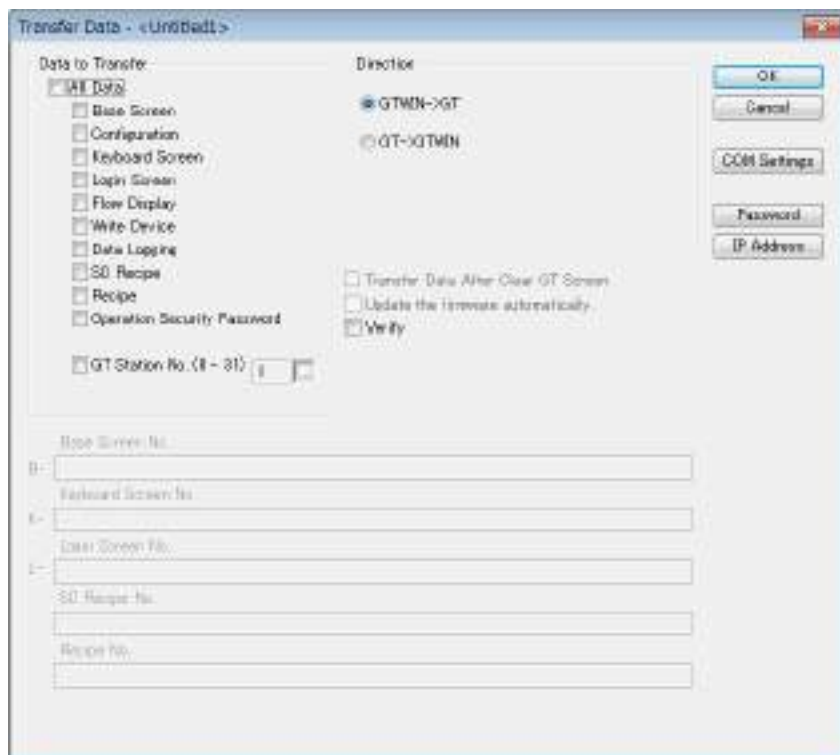 Transfer Data - <Untitled1>
Data to Transfer
All Data
Base Screen
Configuration
Keyboard Screen
Login Screen
Flow Display
Write Device
Data Logging
SD Recipe
Recipe
Operation Security Password
GT Station No. (0 - 31)
Direction
GTWIN->GT
GT->GTWIN
Transfer Data After Clear GT Screen
Update the firmware automatically.
Verify
OK
Cancel
COM Settings
Password
IP Address
Base Screen No.
B-
Keyboard Screen No.
K-
Screen No.
SD Recipe No.
Recipe No.